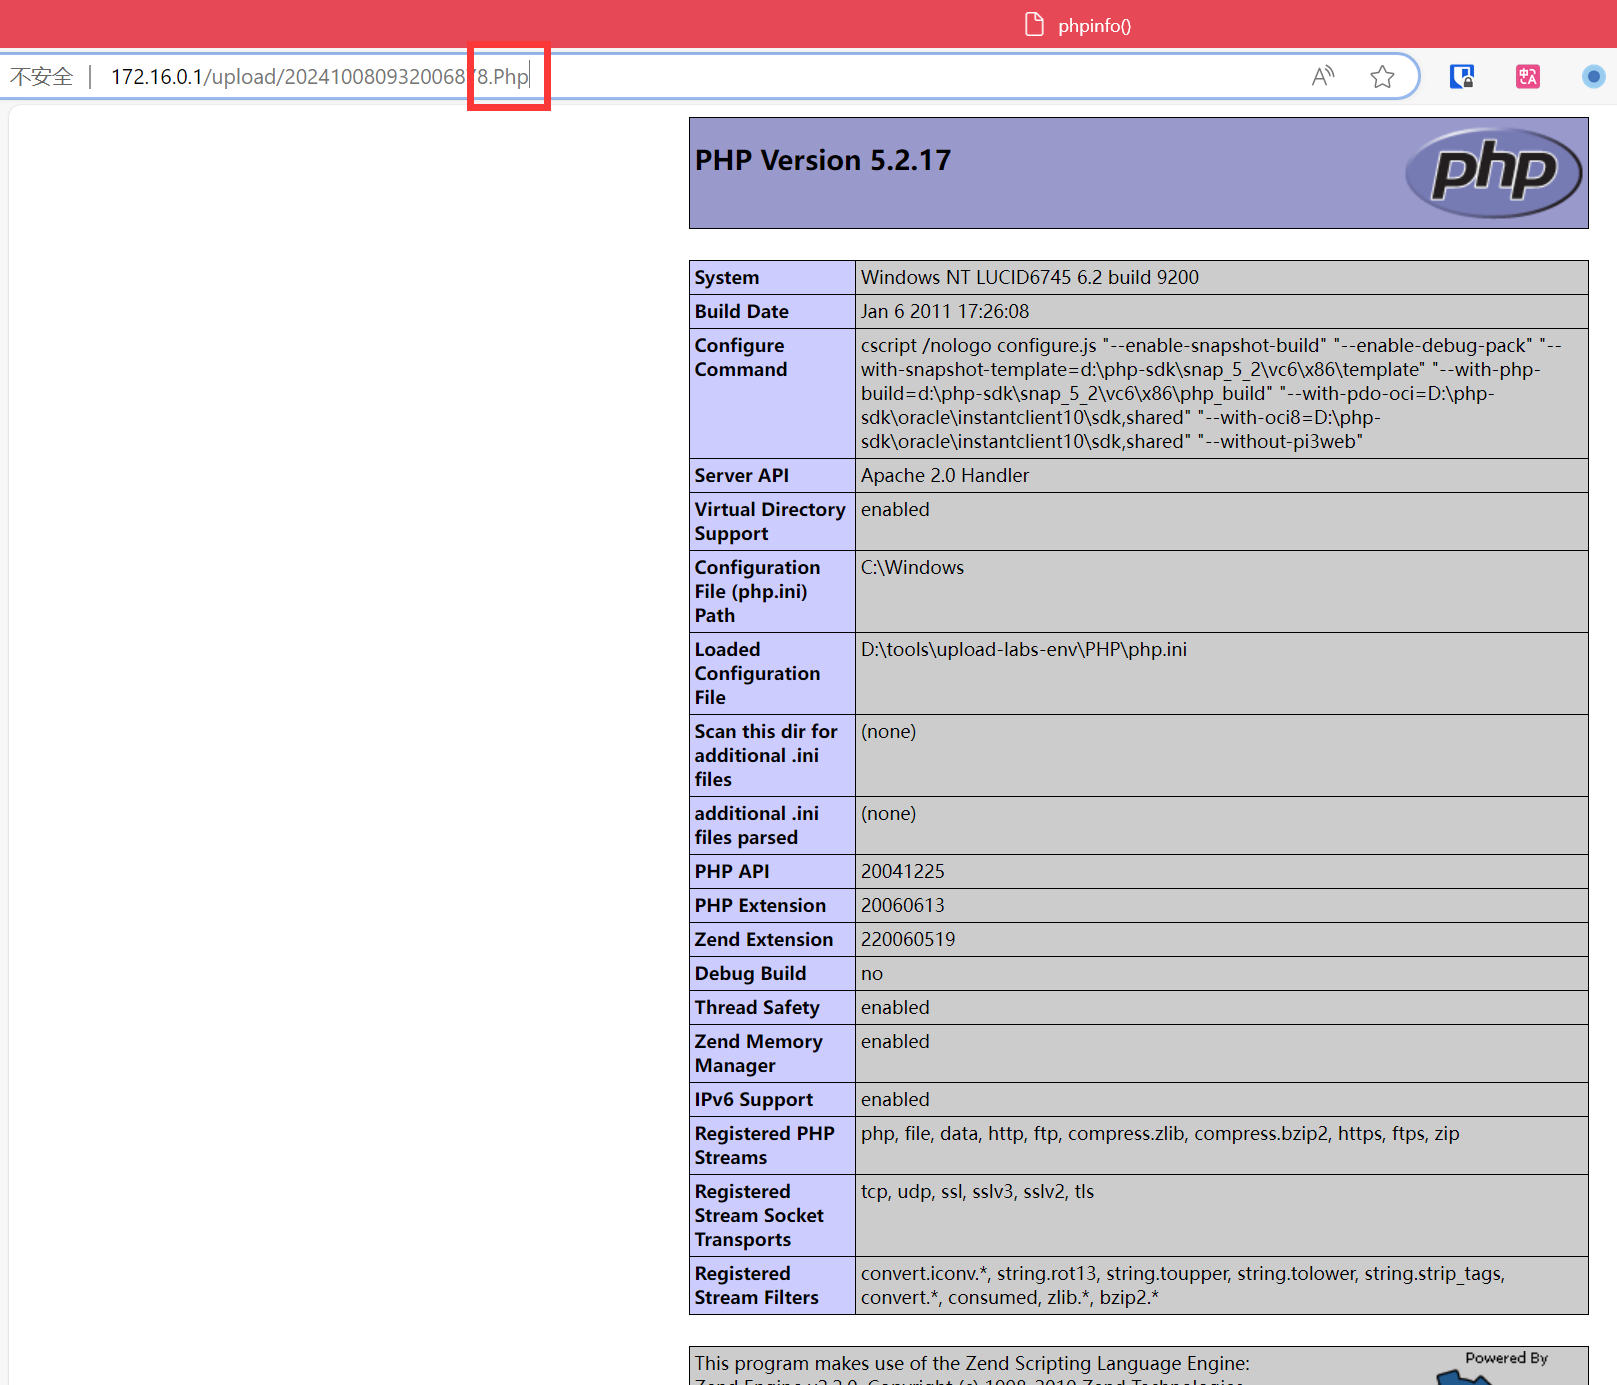 phpinfo()
不安全 | 172.16.0.1/upload/202410080932006878.Php
PHP Version 5.2.17
php
System Windows NT LUCID6745 6.2 build 9200
Build Date Jan 6 2011 17:26:08
Configure Command
cscript /nologo configure.js "--enable-snapshot-build" "--enable-debug-pack" "--
with-snapshot-template=d:\php-sdk\snap_5_2\vc6\x86\template" "--with-php-
build=d:\php-sdk\snap_5_2\vc6\x86\php_build" "--with-pdo-oci=D:\php-
sdk\oracle\instantclient10\sdk,shared" "--with-oci8=D:\php-
sdk\oracle\instantclient10\sdk,shared" "--without-pi3web"
Server API Apache 2.0 Handler
Virtual Directory enabled
Support
Configuration C:\Windows
File (php.ini)
Path
Loaded D:\tools\upload-labs-env\PHP\php.ini
Configuration
File
Scan this dir for (none)
additional .ini
files
additional .ini (none)
files parsed
PHP API 20041225
PHP Extension 20060613
Zend Extension 220060519
Debug Build no
Thread Safety enabled
Zend Memory enabled
Manager
IPv6 Support enabled
Registered PHP php, file, data, http, ftp, compress.zlib, compress.bzip2, https, ftps, zip
Streams
Registered tcp, udp, ssl, sslv3, sslv2, tls
Stream Socket
Transports
Registered convert.iconv.*, string.rot13, string.toupper, string.tolower, string.strip_tags,
Stream Filters convert.*, consumed, zlib.*, bzip2.*
This program makes use of the Zend Scripting Language Engine:
Powered By